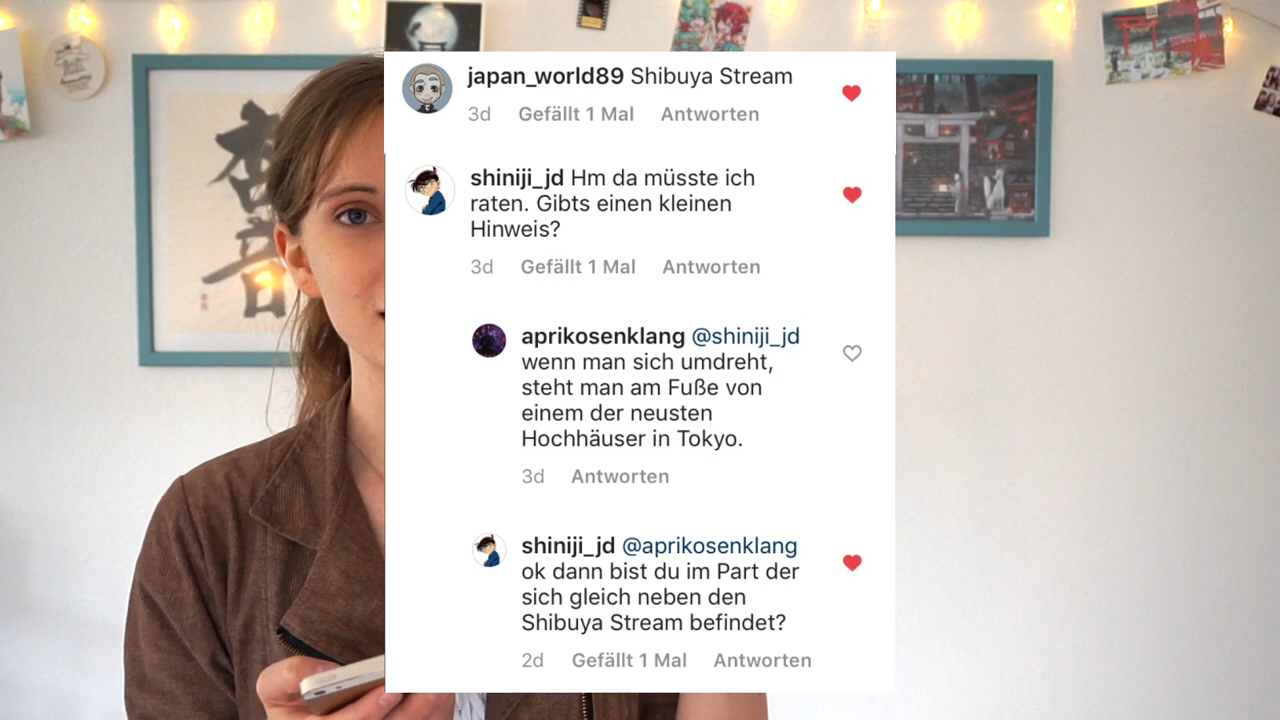 japan_world89 Shibuya Stream
3d Gefällt 1 Mal Antworten
shiniji_jd Hm da müsste ich
raten. Gibts einen kleinen
Hinweis?
3d Gefällt 1 Mal Antworten
aprikosenklang @shiniji_jd
wenn man sich umdreht,
steht man am Fuße von
einem der neusten
Hochhäuser in Tokyo.
3d Antworten
shiniji_jd @aprikosenklang
ok dann bist du im Part der
sich gleich neben den
Shibuya Stream befindet?
2d Gefällt 1 Mal Antworten
杏
音